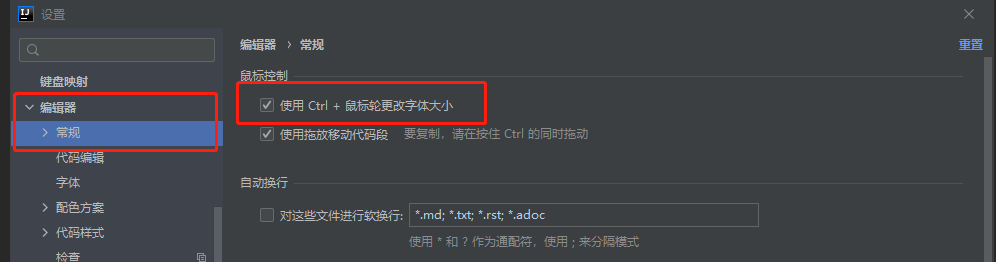 IJ 设置
键盘映射
编辑器
常规
代码编辑
字体
配色方案
代码样式
检查
编辑器 › 常规
重置
鼠标控制
使用 Ctrl + 鼠标轮更改字体大小
使用拖放移动代码段 要复制，请在按住 Ctrl 的同时拖动
自动换行
对这些文件进行软换行: *.md; *.txt; *.rst; *.adoc
使用 * 和 ? 作为通配符，使用 ; 来分隔模式